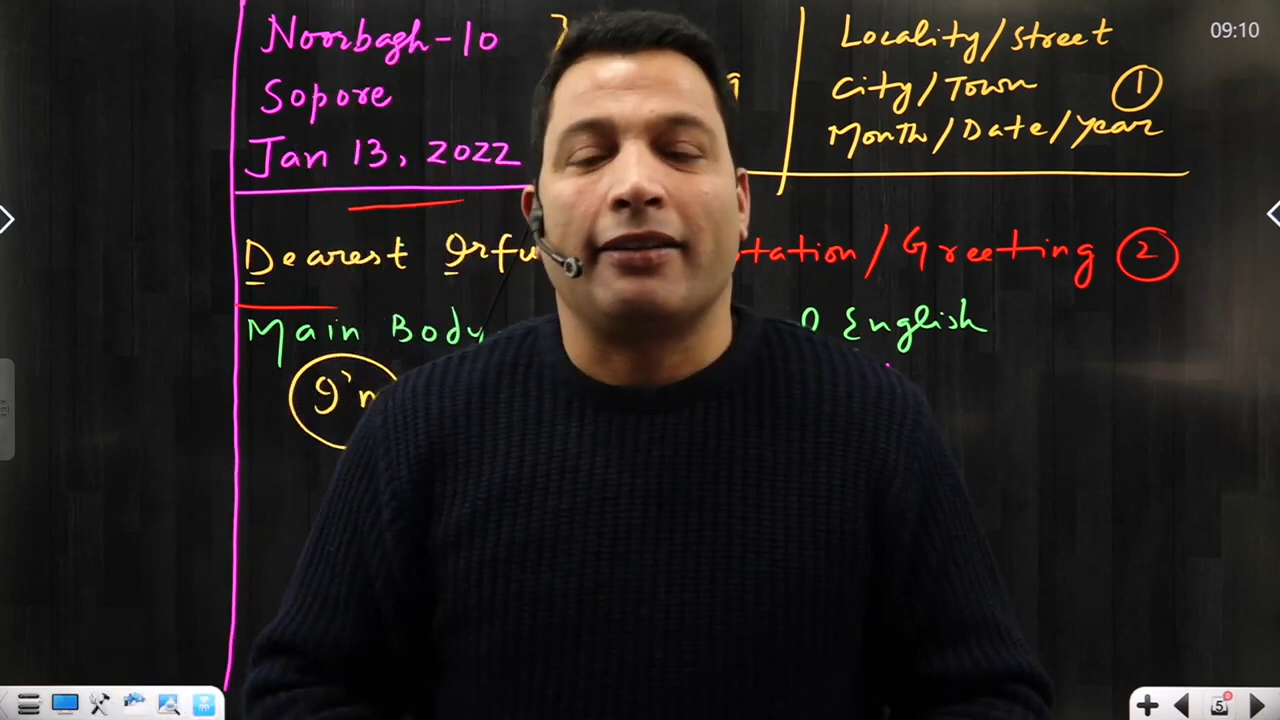 09:10
Noorbagh-10
Sopore
Jan 13, 2022
Locality/street
City/Town
Month/Date/Year
1
Dearest
Greeting 2
Main Body
English
5